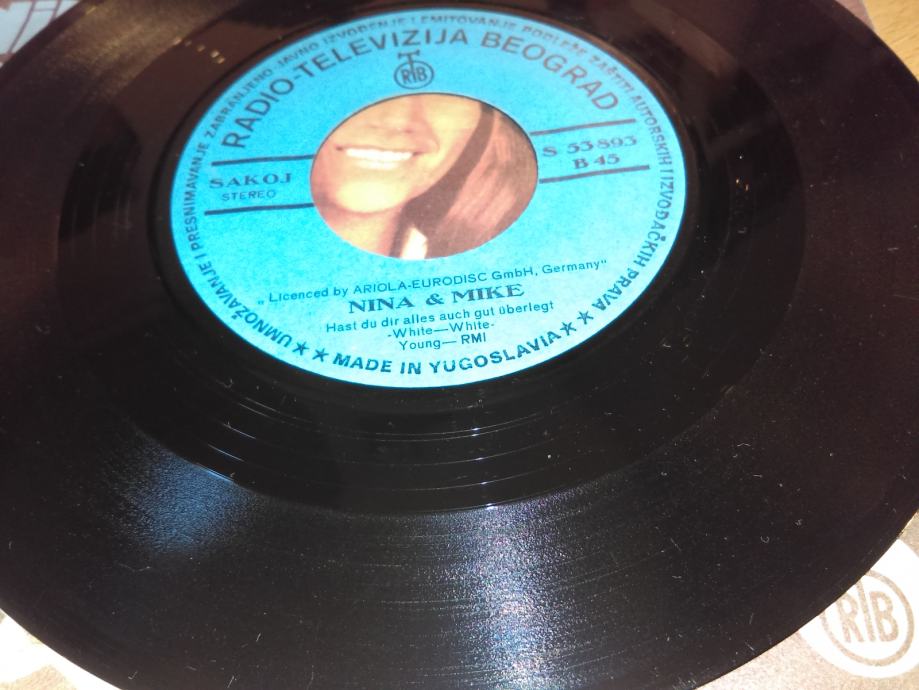 UMNOŽAVANJE I PRESNIMAVANJE ZABRANJENO JAVNO IZVOĐENJE I EMITOVANJE PODLEŽE ZAŠTITI AUTORSKIH I IZVOĐAČKIH PRAVA
RADIO-TELEVIZIJA BEOGRAD
RTB
SAKOJ
STEREO
S 53 893
B 45
„Licenced by ARIOLA-EURODISC GmbH, Germany"
NINA & MIKE
Hast du dir alles auch gut überlegt
-White—White-
Young—RMI
★★ MADE IN YUGOSLAVIA ★★
RTB